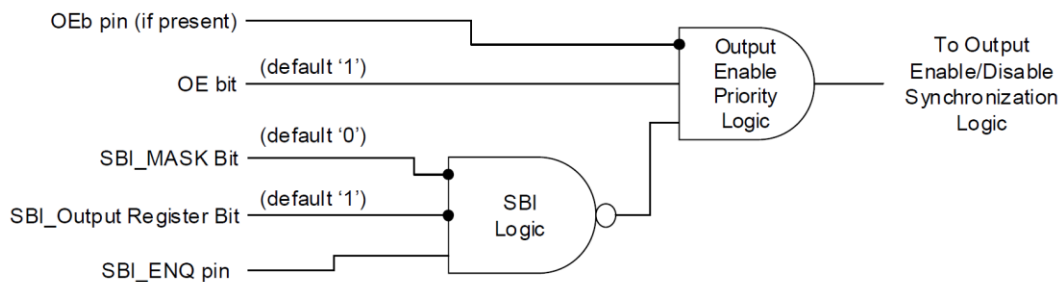 OEb pin (if present)
OE bit
(default ‘1’)
SBI_MASK Bit
(default ‘0’)
SBI_Output Register Bit
(default ‘1’)
SBI_ENQ pin
SBI
Logic
Output
Enable
Priority
Logic
To Output
Enable/Disable
Synchronization
Logic